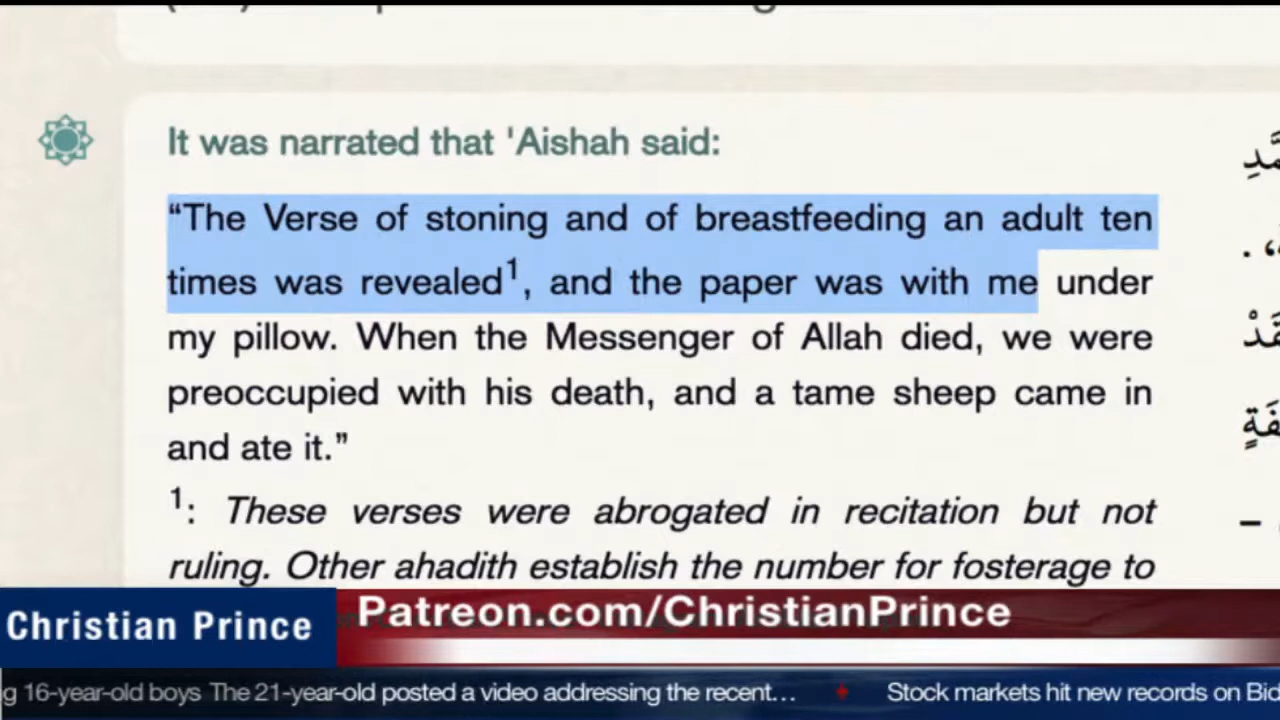 It was narrated that 'Aishah said:
“The Verse of stoning and of breastfeeding an adult ten
times was revealed1, and the paper was with me under
my pillow. When the Messenger of Allah died, we were
preoccupied with his death, and a tame sheep came in
and ate it.”
1: These verses were abrogated in recitation but not
ruling. Other ahadith establish the number for fosterage to
Christian Prince
Patreon.com/ChristianPrince
g 16-year-old boys The 21-year-old posted a video addressing the recent... Stock markets hit new records on Bid